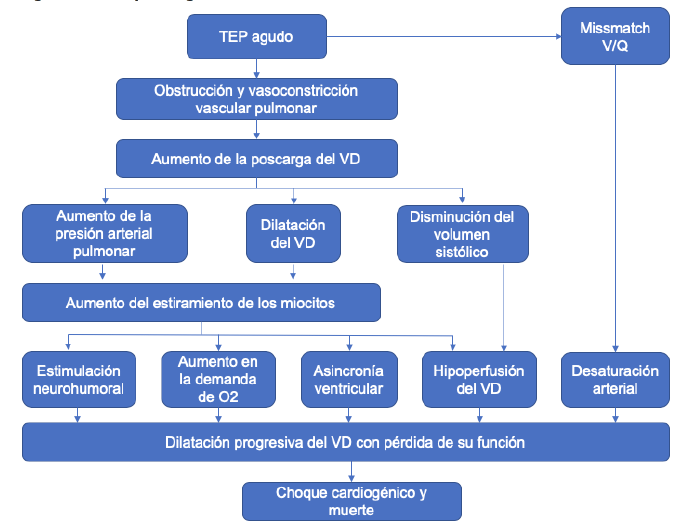 TEP agudo
Missmatch
V/Q
Obstrucción y vasoconstricción
vascular pulmonar
Aumento de la poscarga del VD
Aumento de la
presión arterial
pulmonar
Dilatación
del VD
Disminución del
volumen
sistólico
Aumento del estiramiento de los miocitos
Estimulación
neurohumoral
Aumento en
la demanda
de O2
Asincronía
ventricular
Hipoperfusión
del VD
Desaturación
arterial
Dilatación progresiva del VD con pérdida de su función
Choque cardiogénico y
muerte